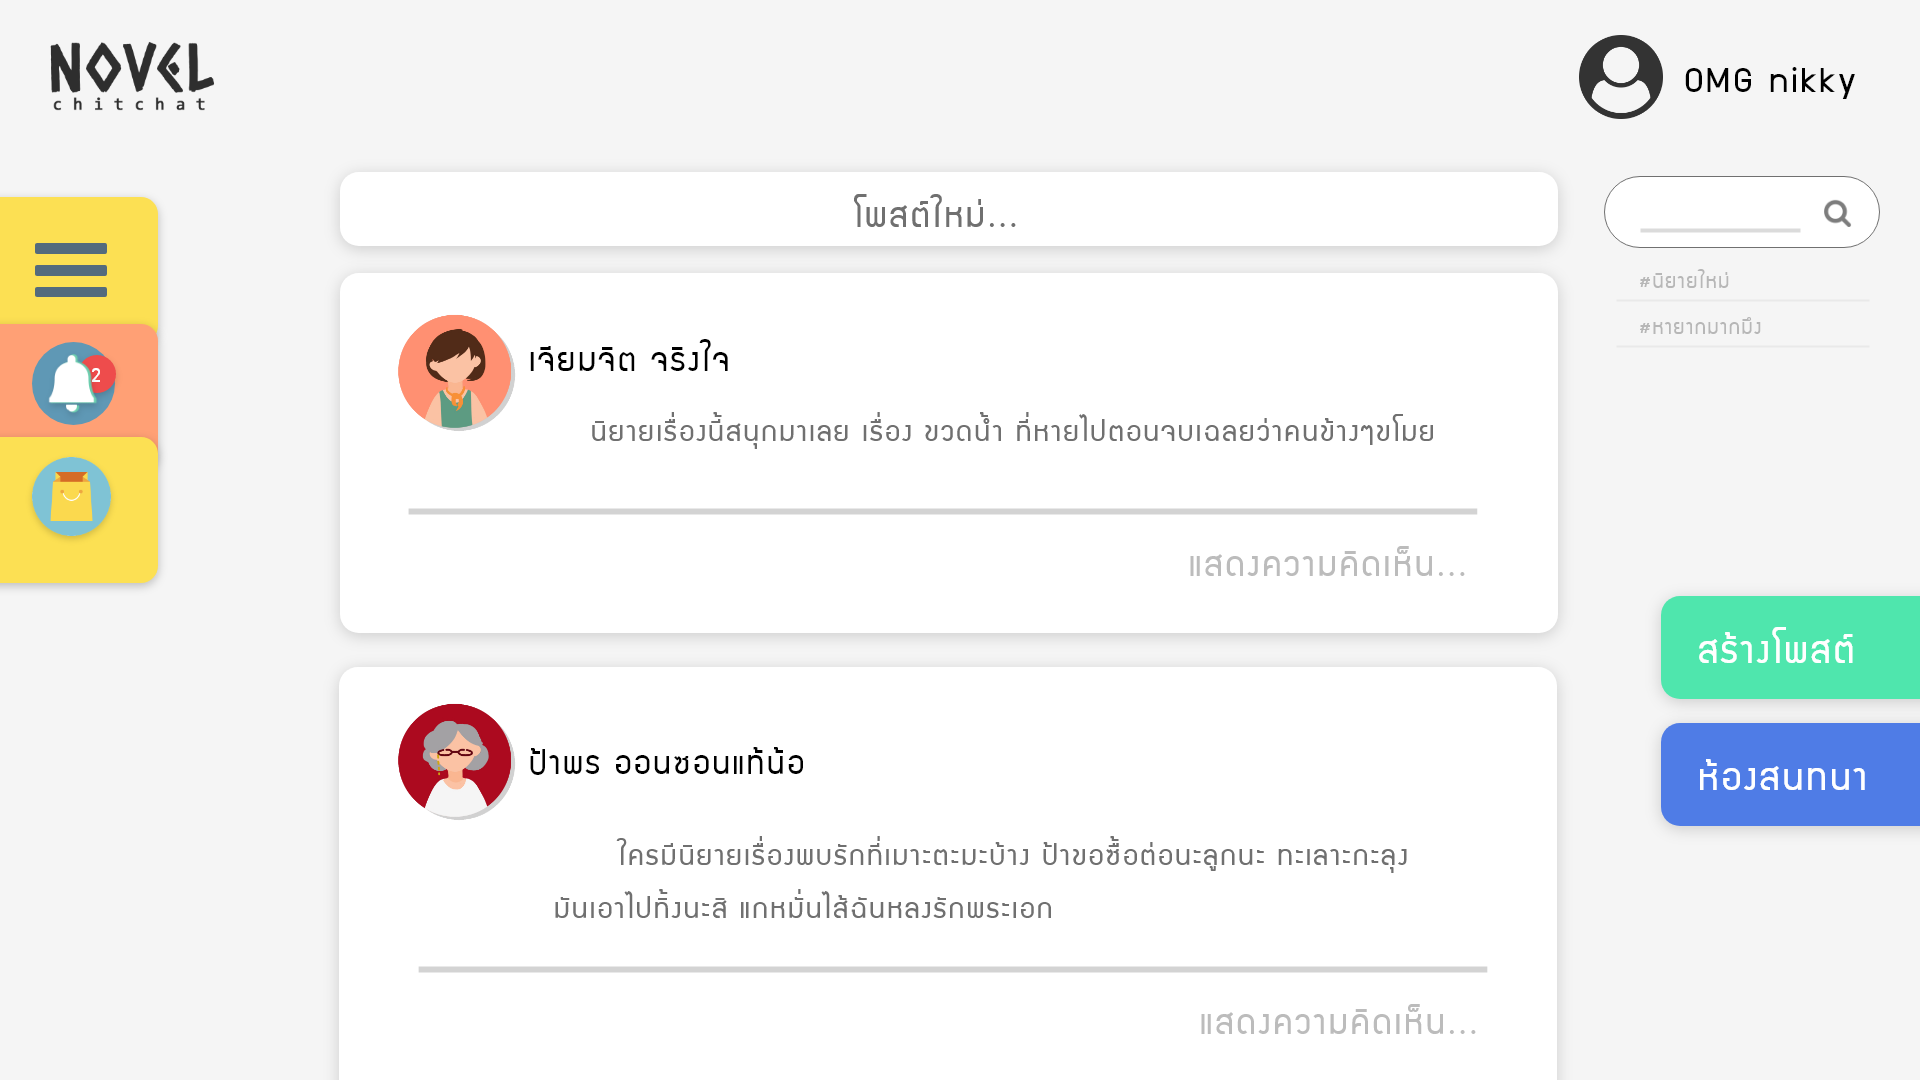 NOVEL
chitchat
OMG nikky
โพสต์ใหม่...
#นิยายใหม่
#หายากมากมึง
2
เจียมจิต จริงใจ
นิยายเรื่องนี้สนุกมาเลย เรื่อง ขวดน้ำ ที่หายไปตอนจบเฉลยว่าคนข้างๆขโมย
แสดงความคิดเห็น...
สร้างโพสต์
ห้องสนทนา
ป้าพร ออนซอนแท้น้อ
ใครมีนิยายเรื่องพบรักที่เมาะตะมะบ้าง ป้าขอซื้อต่อนะลูกนะ ทะเลาะกะลุง
มันเอาไปทิ้งนะสิ แกหมั่นไส้ฉันหลงรักพระเอก
แสดงความคิดเห็น...